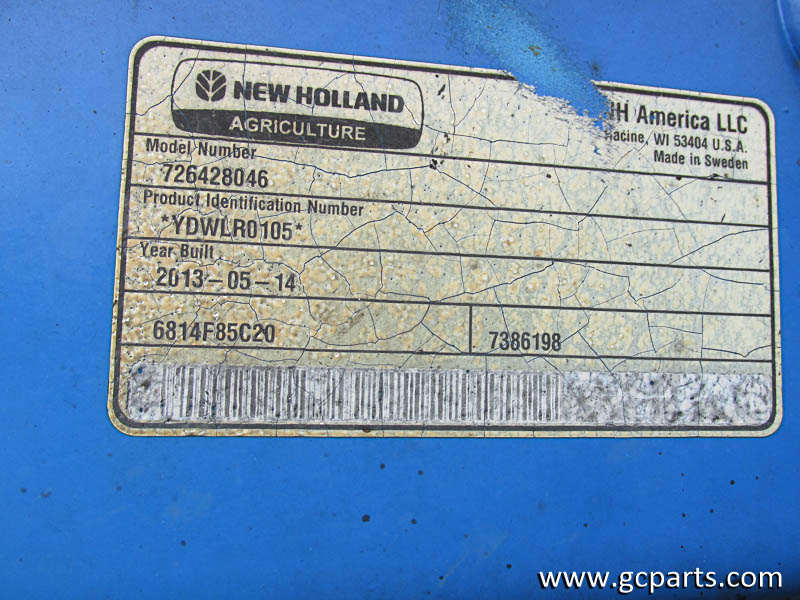 NEW HOLLAND
AGRICULTURE
America LLC
WI 53404 U.S.A.
Made in Sweden
Model Number
726428046
Product Identification Number
*YDWLR0105*
Year Built
2013-05-14
6814F85C20
7386198
www.gcparts.com